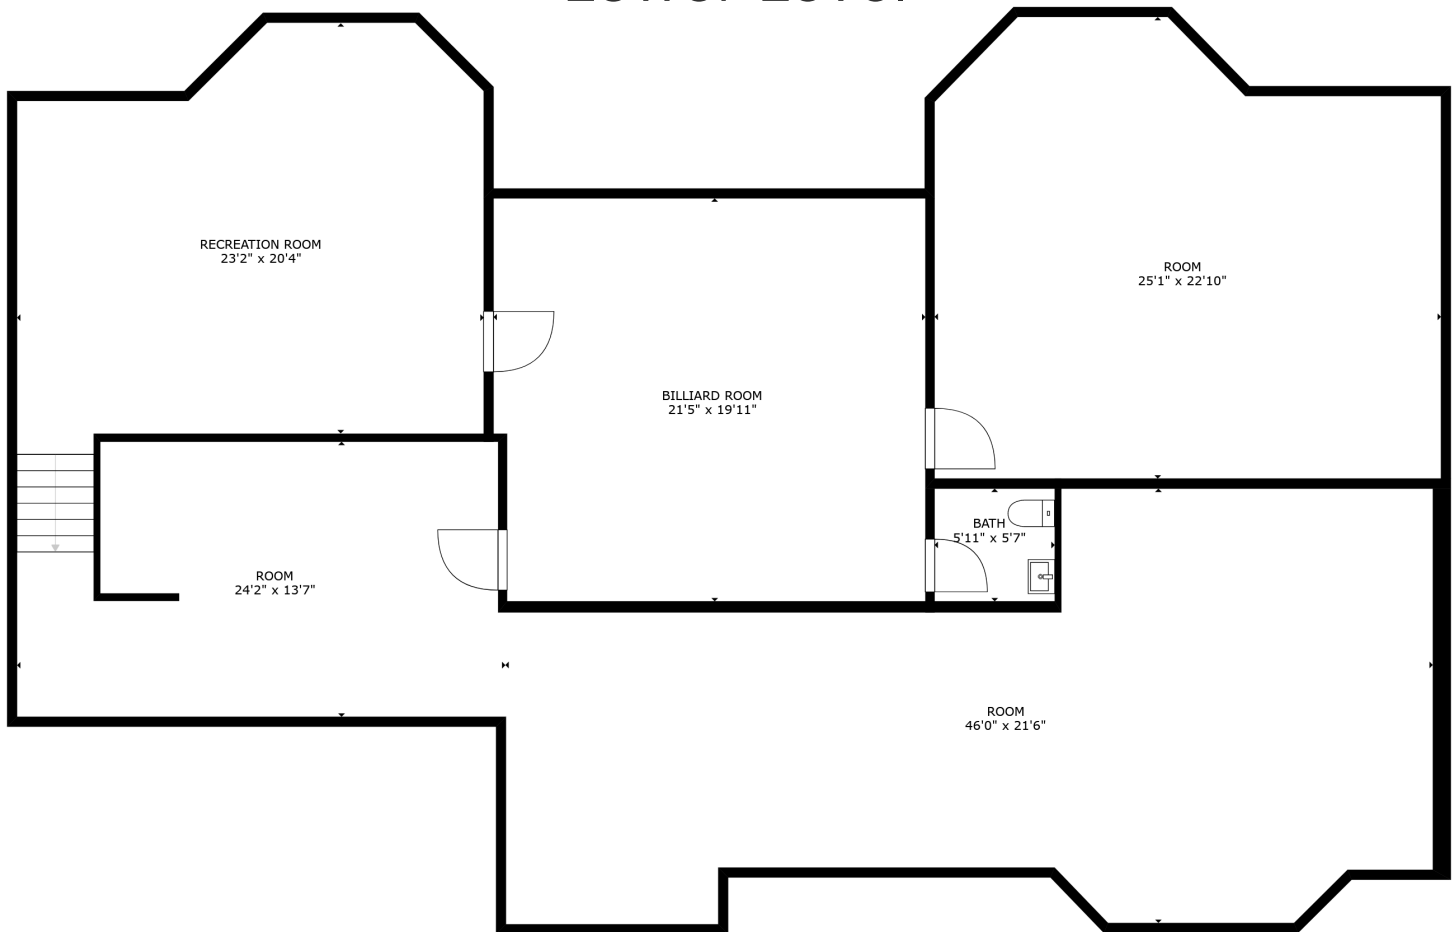 RECREATION ROOM
23'2" x 20'4"
ROOM
25'1" x 22'10"
BILLIARD ROOM
21'5" x 19'11"
BATH
5'11" x 5'7"
ROOM
24'2" x 13'7"
ROOM
46'0" x 21'6"